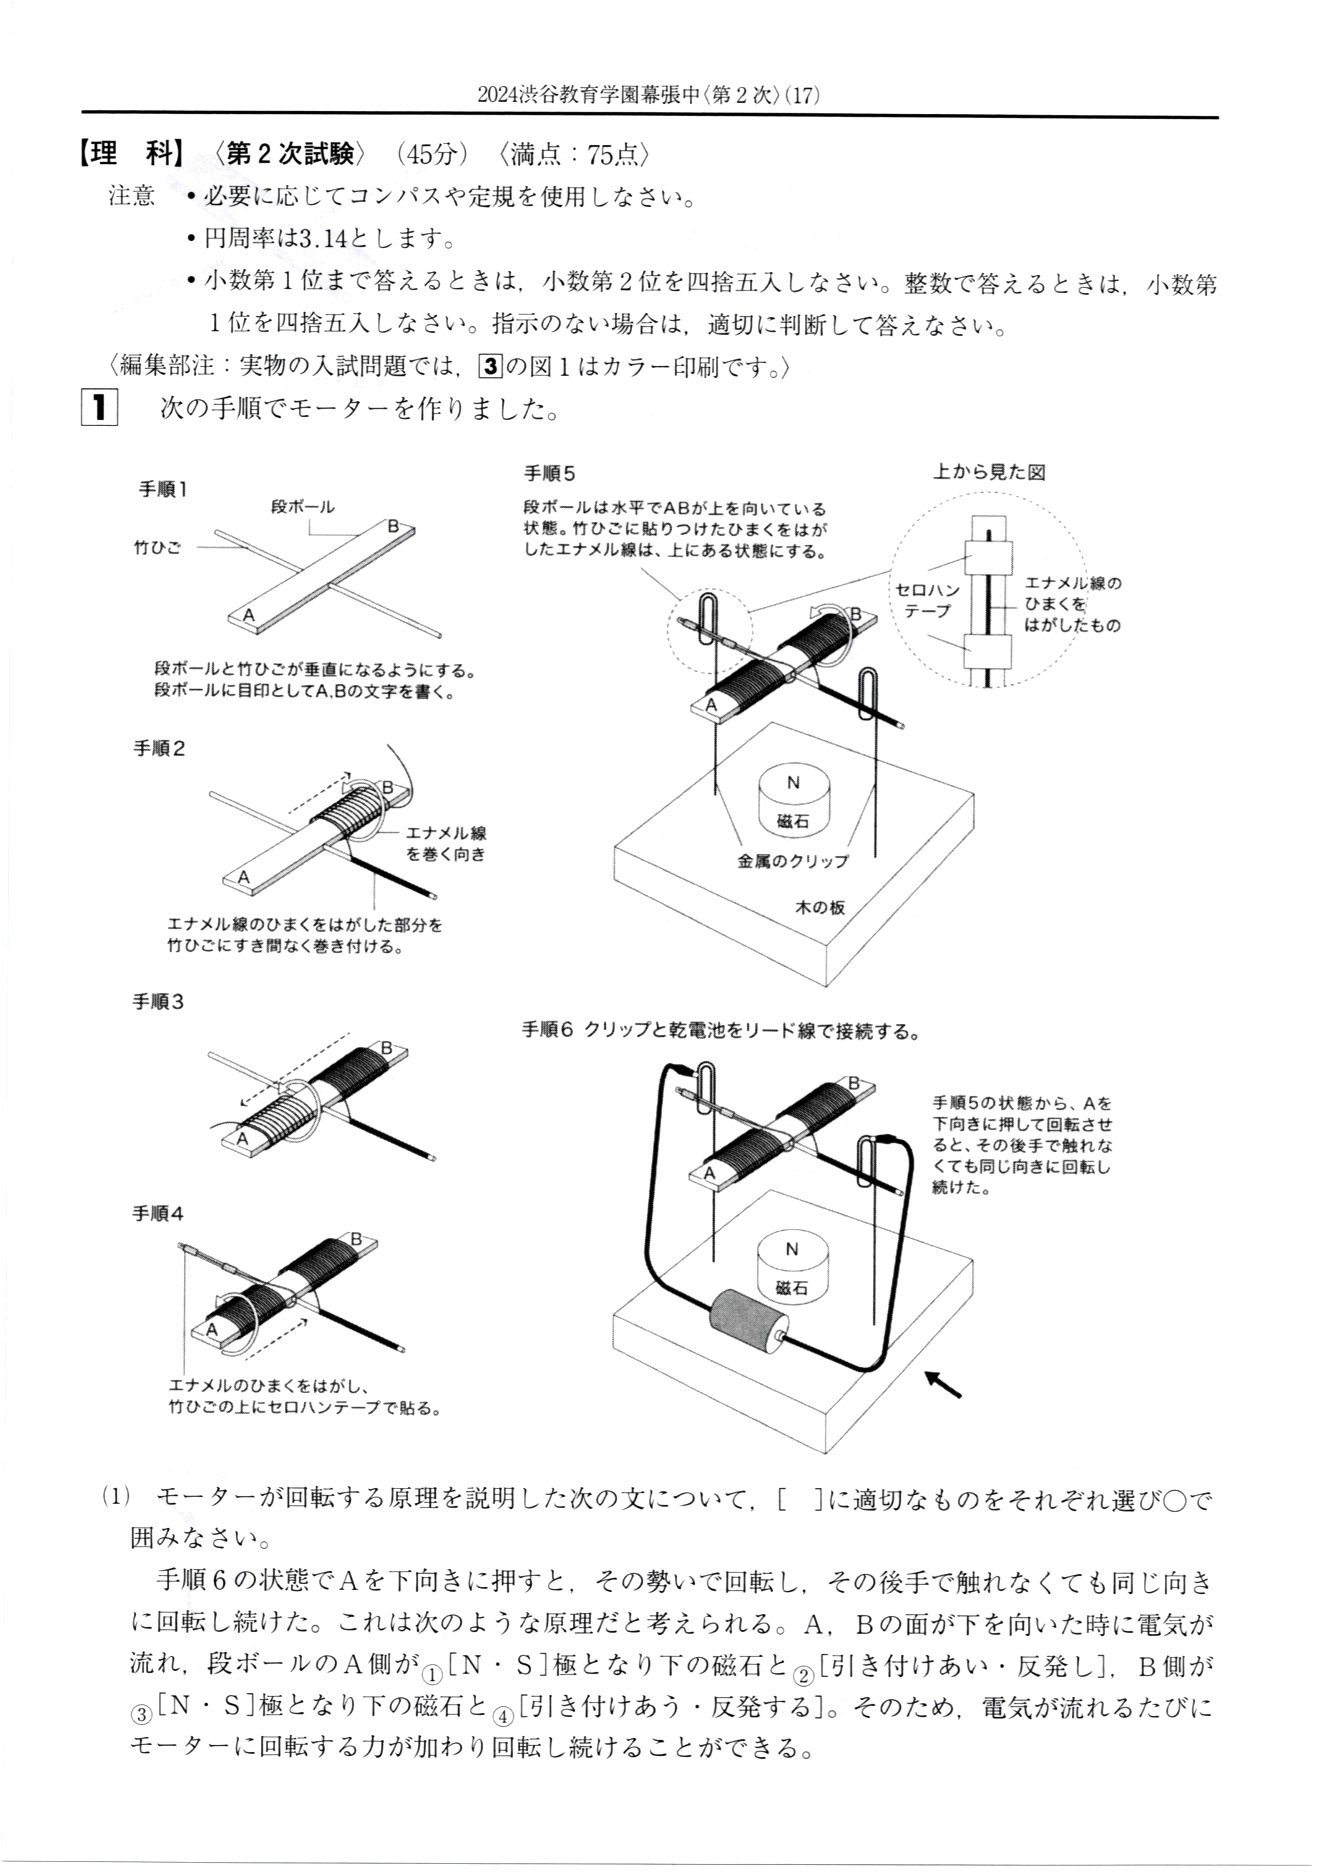 2024渋谷教育学園幕張中〈第2次〉(17)
【理　科】〈第2次試験〉（45分）〈満点：75点〉
注意　・必要に応じてコンパスや定規を使用しなさい。
・円周率は3.14とします。
・小数第1位まで答えるときは，小数第2位を四捨五入しなさい。整数で答えるときは，小数第
1位を四捨五入しなさい。指示のない場合は，適切に判断して答えなさい。
〈編集部注：実物の入試問題では，3の図1はカラー印刷です。〉
1　次の手順でモーターを作りました。
手順1
段ボール
竹ひご
B
A
段ボールと竹ひごが垂直になるようにする。
段ボールに目印としてA,Bの文字を書く。
手順2
B
エナメル線
を巻く向き
A
エナメル線のひまくをはがした部分を
竹ひごにすき間なく巻き付ける。
手順3
B
A
手順4
B
A
エナメルのひまくをはがし、
竹ひごの上にセロハンテープで貼る。
手順5
段ボールは水平でABが上を向いている
状態。竹ひごに貼りつけたひまくをはが
したエナメル線は、上にある状態にする。
上から見た図
セロハン
テープ
エナメル線の
ひまくを
はがしたもの
B
A
N
磁石
金属のクリップ
木の板
手順6 クリップと乾電池をリード線で接続する。
B
A
手順5の状態から、Aを
下向きに押して回転させ
ると、その後手で触れな
くても同じ向きに回転し
続けた。
N
磁石
(1)　モーターが回転する原理を説明した次の文について，［　］に適切なものをそれぞれ選び○で
囲みなさい。
手順6の状態でAを下向きに押すと，その勢いで回転し，その後手で触れなくても同じ向き
に回転し続けた。これは次のような原理だと考えられる。A，Bの面が下を向いた時に電気が
流れ，段ボールのA側が①［N・S］極となり下の磁石と②［引き付けあい・反発し］，B側が
③［N・S］極となり下の磁石と④［引き付けあう・反発する］。そのため，電気が流れるたびに
モーターに回転する力が加わり回転し続けることができる。